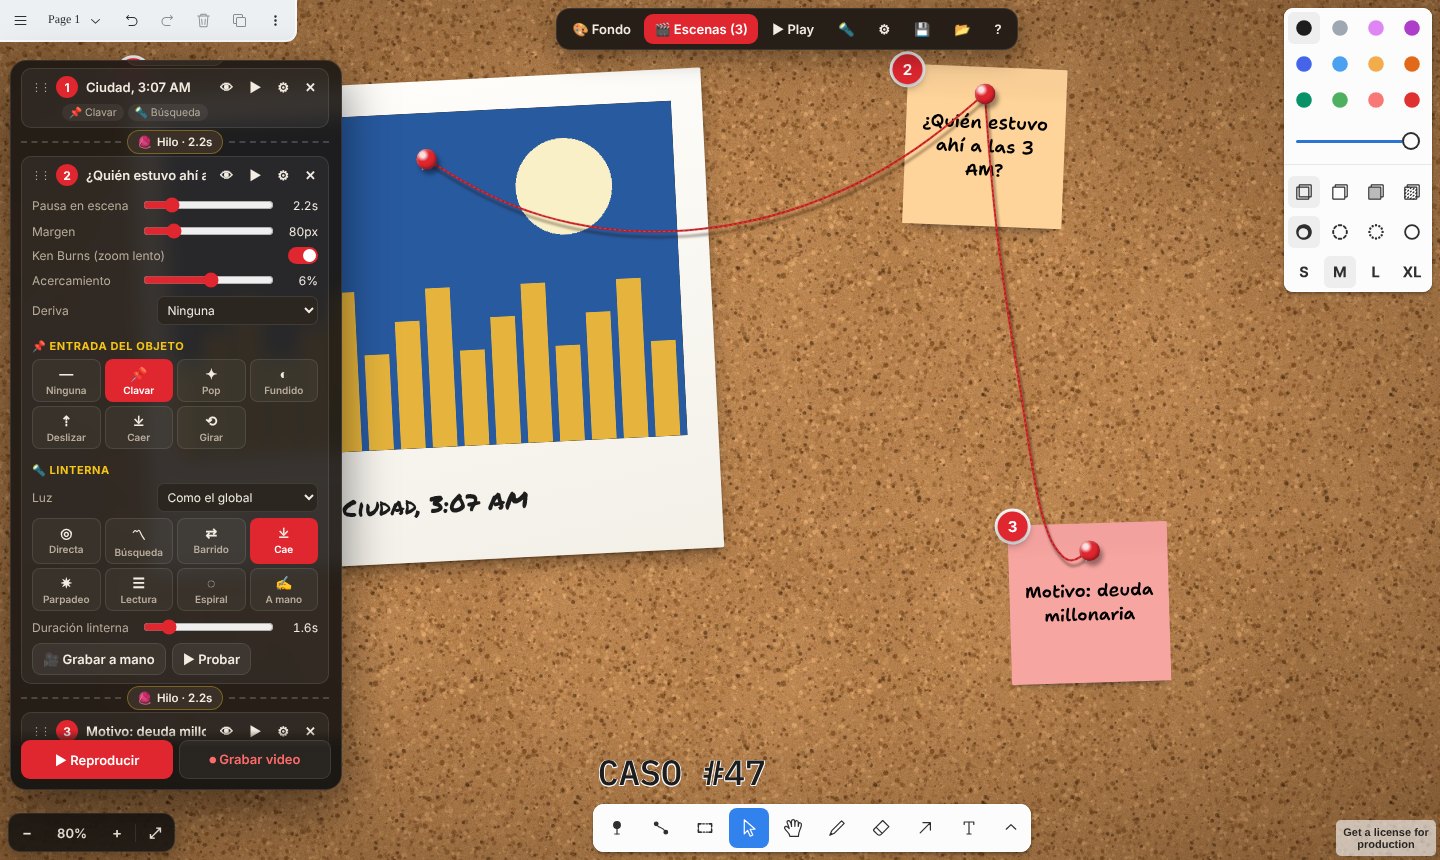 Page 1
🎨 Fondo
🎬 Escenas (3)
▶ Play
?
1 Ciudad, 3:07 AM
📌 Clavar 🔦 Búsqueda
🧶 Hilo · 2.2s
2 ¿Quién estuvo ahí a
Pausa en escena 2.2s
Margen 80px
Ken Burns (zoom lento)
Acercamiento 6%
Deriva Ninguna
📌 ENTRADA DEL OBJETO
Ninguna Clavar Pop Fundido
Deslizar Caer Girar
🔦 LINTERNA
Luz Como el global
Directa Búsqueda Barrido Cae
Parpadeo Lectura Espiral A mano
Duración linterna 1.6s
🎥 Grabar a mano ▶ Probar
🧶 Hilo · 2.2s
3 Motivo: deuda millo
▶ Reproducir ● Grabar video
− 80% +
Ciudad, 3:07 AM
2
¿Quién estuvo
ahí a las 3
AM?
3
Motivo: deuda
millonaria
CASO #47
S M L XL
T
Get a license for
production